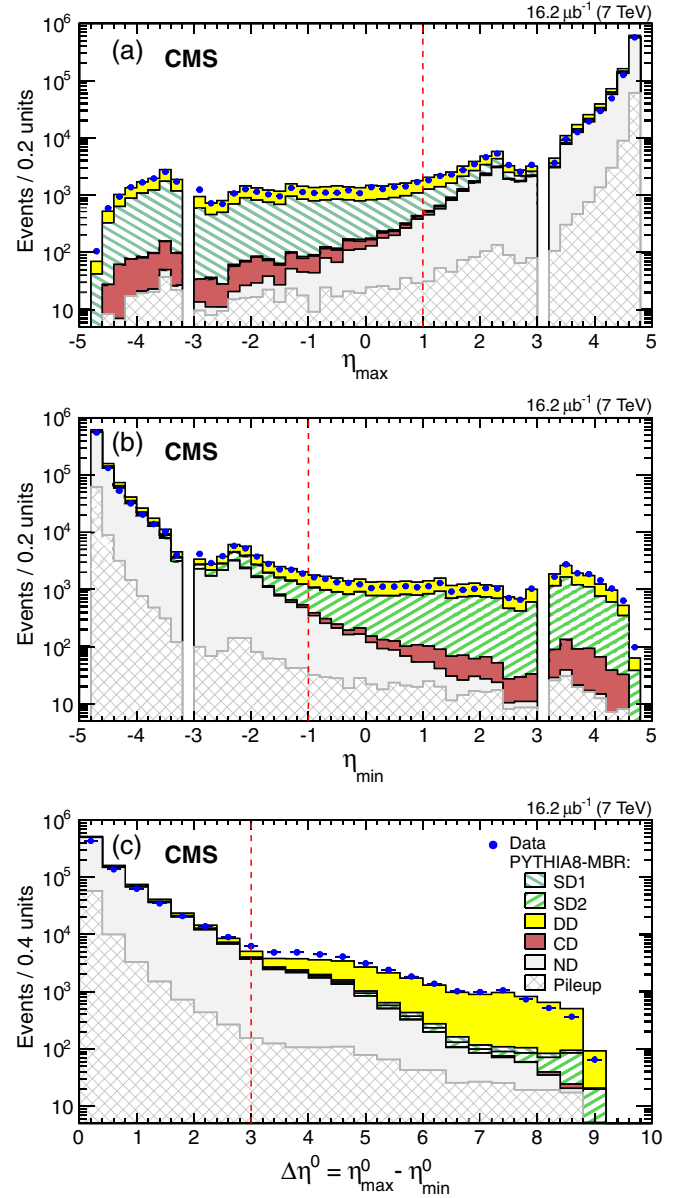 16.2 μb⁻¹ (7 TeV)
(a) CMS
Events / 0.2 units
10⁶
10⁵
10⁴
10³
10²
10
-5 -4 -3 -2 -1 0 1 2 3 4 5
η_max
16.2 μb⁻¹ (7 TeV)
(b) CMS
Events / 0.2 units
10⁶
10⁵
10⁴
10³
10²
10
-5 -4 -3 -2 -1 0 1 2 3 4 5
η_min
16.2 μb⁻¹ (7 TeV)
(c) CMS
Events / 0.4 units
10⁶
10⁵
10⁴
10³
10²
10
Data
PYTHIA8-MBR:
SD1
SD2
DD
CD
ND
Pileup
0 1 2 3 4 5 6 7 8 9 10
Δη⁰ = η⁰_max - η⁰_min